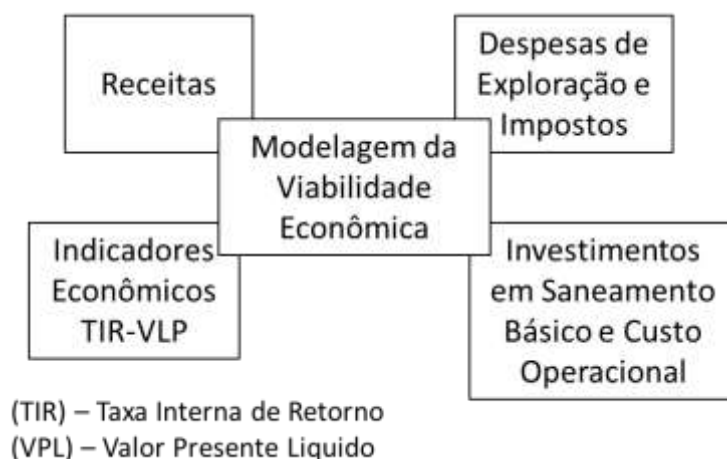 Receitas
Despesas de
Exploração e
Impostos
Modelagem da
Viabilidade
Econômica
Indicadores
Econômicos
TIR-VLP
Investimentos
em Saneamento
Básico e Custo
Operacional
(TIR) – Taxa Interna de Retorno
(VPL) – Valor Presente Liquido